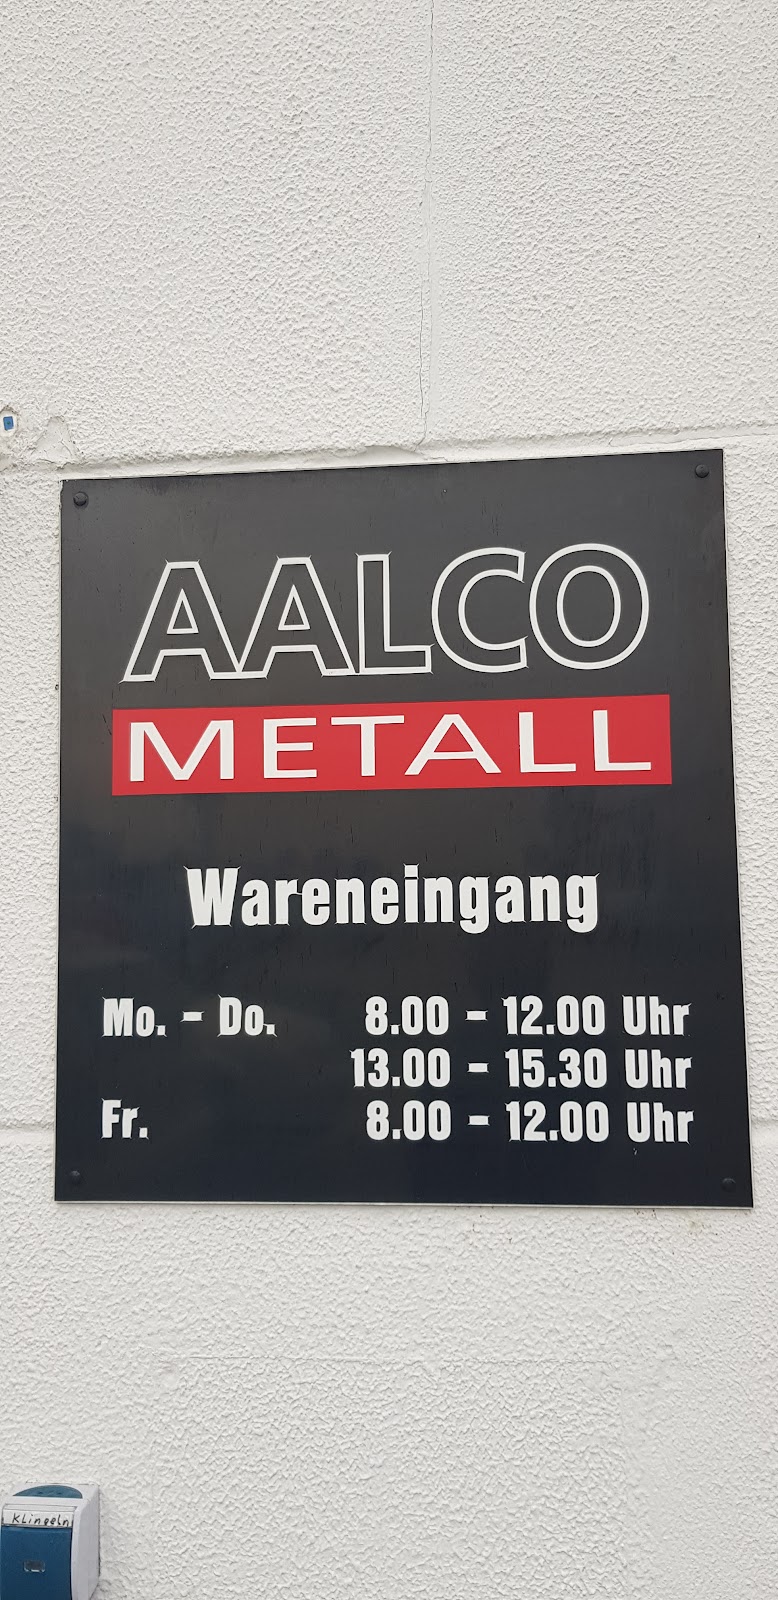 AALCO
METALL
Wareneingang
Mo. - Do. 8.00 - 12.00 Uhr
13.00 - 15.30 Uhr
Fr. 8.00 - 12.00 Uhr
KLingeln